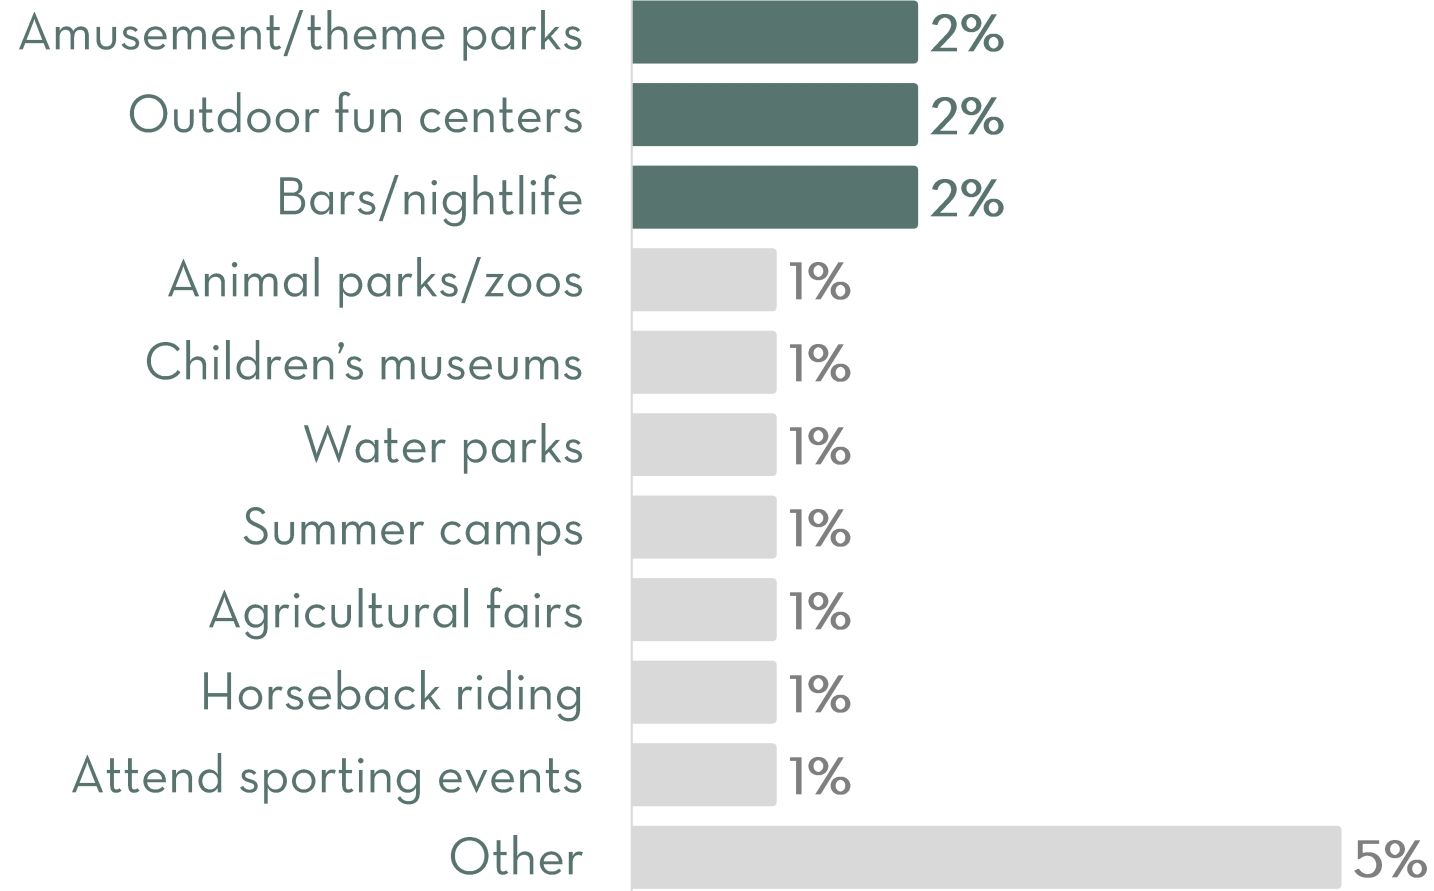 Amusement/theme parks 2%
Outdoor fun centers 2%
Bars/nightlife 2%
Animal parks/zoos 1%
Children’s museums 1%
Water parks 1%
Summer camps 1%
Agricultural fairs 1%
Horseback riding 1%
Attend sporting events 1%
Other 5%